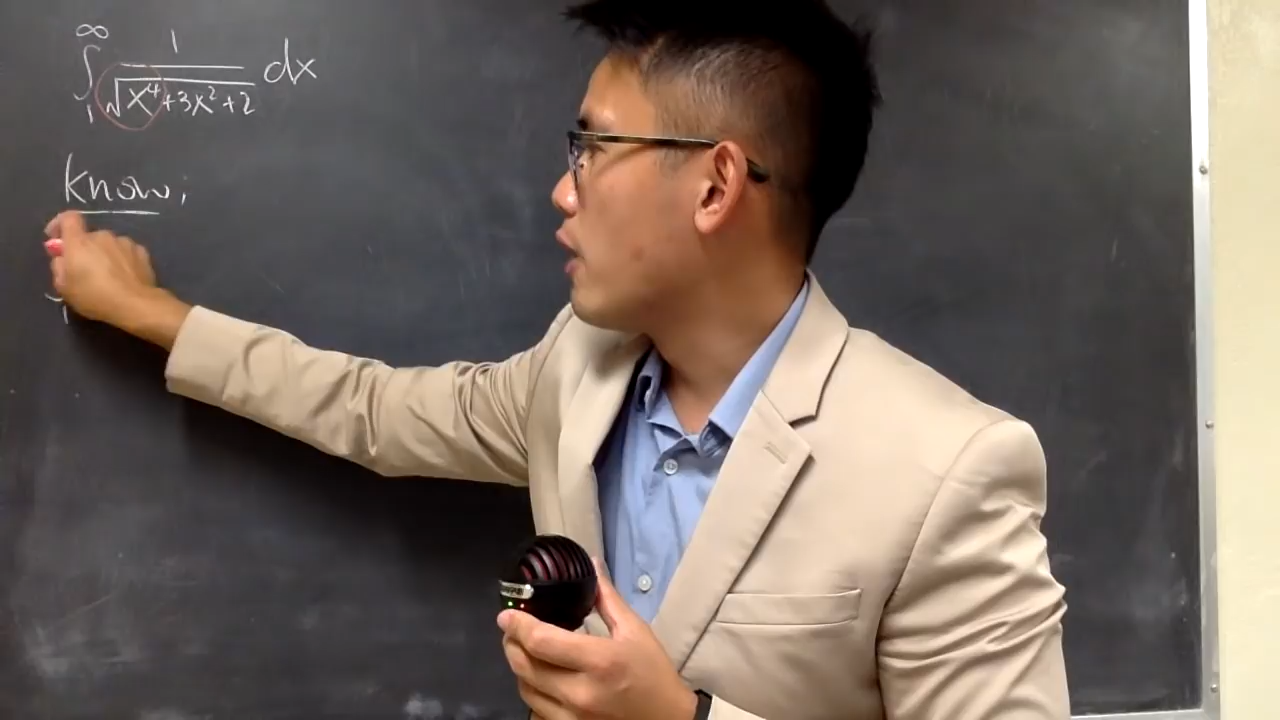 ∫₁^∞ 1/√(x⁴+3x²+2) dx
know: